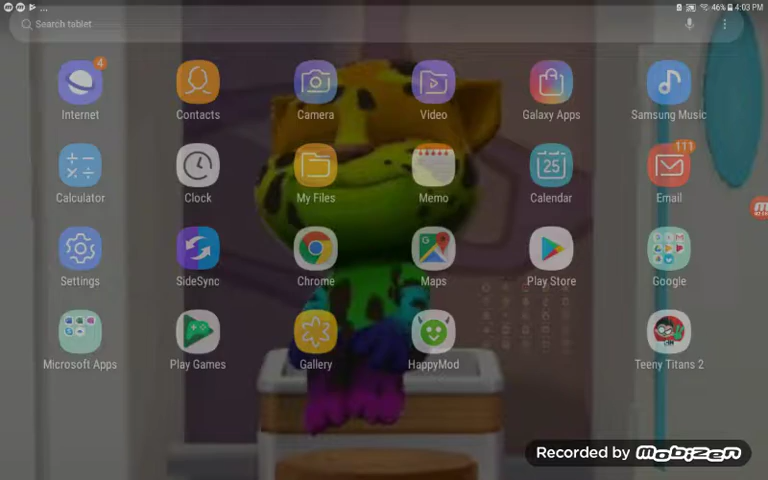 46% 4:03 PM
Search tablet
4
Internet
Contacts
Camera
Video
Galaxy Apps
Samsung Music
Calculator
Clock
My Files
Memo
25
Calendar
111
Email
Settings
SideSync
Chrome
Maps
Play Store
Google
Microsoft Apps
Play Games
Gallery
HappyMod
Teeny Titans 2
Recorded by Mobizen